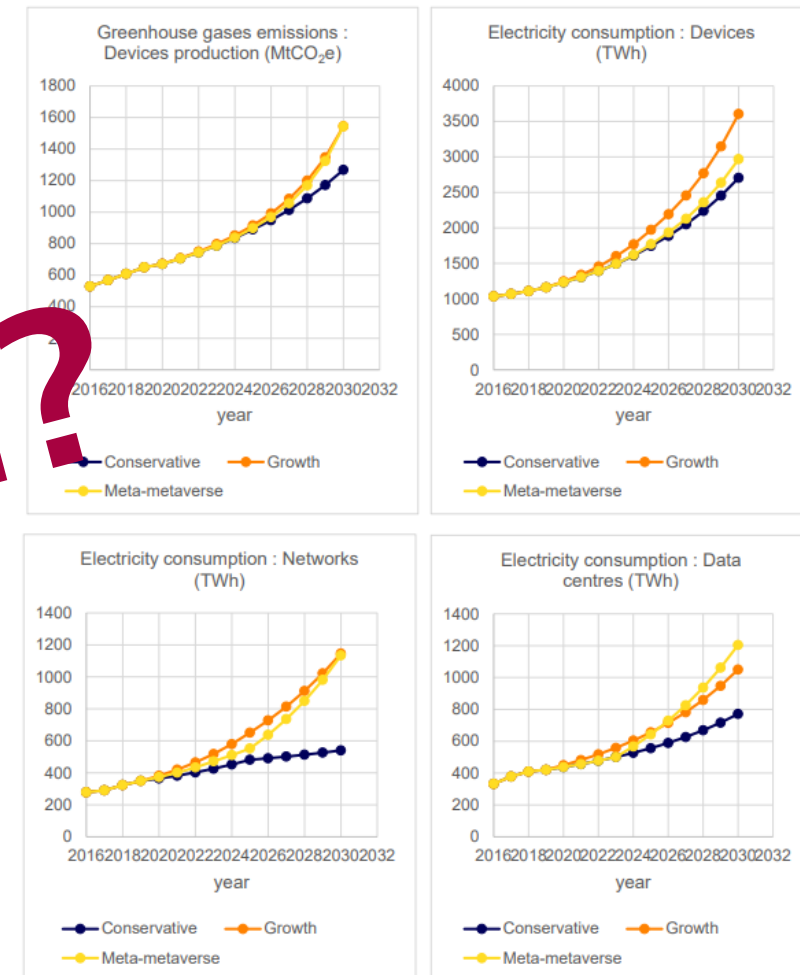 Greenhouse gases emissions :
Devices production (MtCO₂e)
1800
1600
1400
1200
1000
800
600
400
201620182020202220242026202820302032
year
Conservative Growth
Meta-metaverse
Electricity consumption : Devices
(TWh)
4000
3500
3000
2500
2000
1500
1000
500
0
201620182020202220242026202820302032
year
Conservative Growth
Meta-metaverse
Electricity consumption : Networks
(TWh)
1400
1200
1000
800
600
400
200
0
201620182020202220242026202820302032
year
Conservative Growth
Meta-metaverse
Electricity consumption : Data
centres (TWh)
1400
1200
1000
800
600
400
200
0
201620182020202220242026202820302032
year
Conservative Growth
Meta-metaverse
?